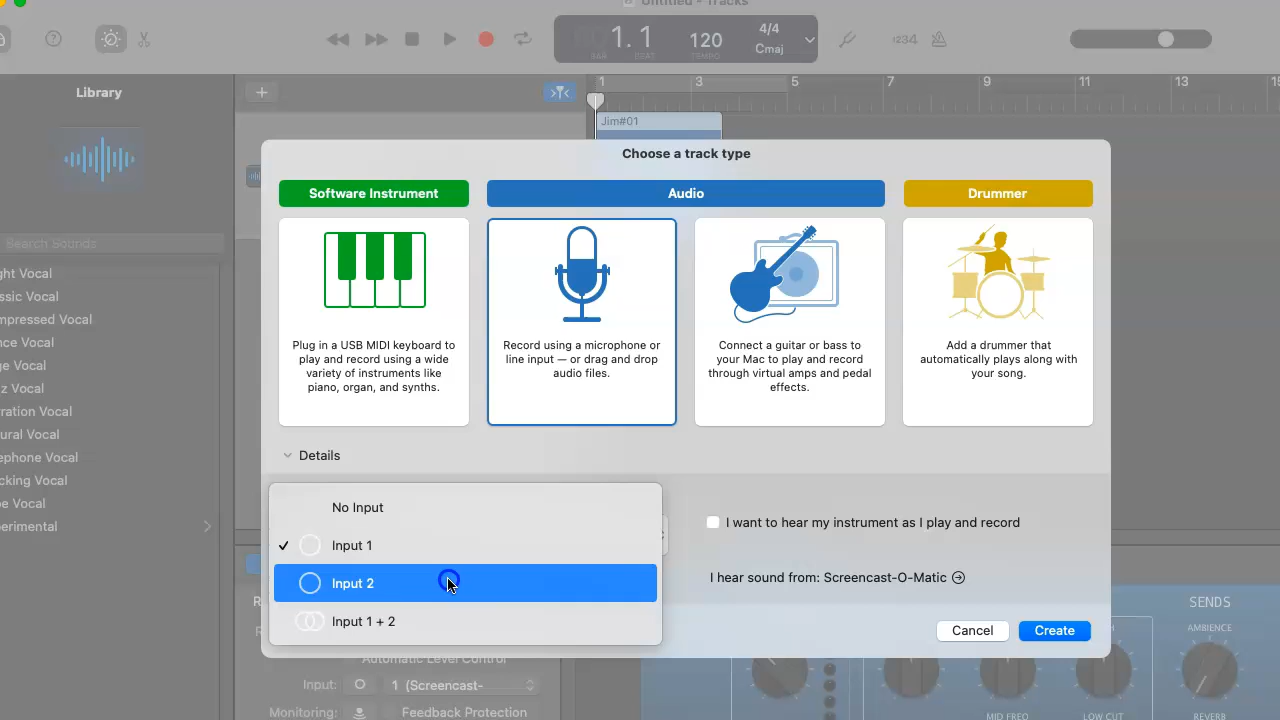 Untitled - Tracks
1. 1
BAR
BEAT
120
TEMPO
4/4
Cmaj
1234
Library
1
3
5
7
9
11
13
Jim#01
Choose a track type
Software Instrument
Audio
Drummer
Plug in a USB MIDI keyboard to
play and record using a wide
variety of instruments like
piano, organ, and synths.
Record using a microphone or
line input — or drag and drop
audio files.
Connect a guitar or bass to
your Mac to play and record
through virtual amps and pedal
effects.
Add a drummer that
automatically plays along with
your song.
Search Sounds
ght Vocal
ssic Vocal
mpressed Vocal
nce Vocal
ge Vocal
z Vocal
rration Vocal
ural Vocal
ephone Vocal
cking Vocal
be Vocal
erimental
Details
No Input
✓ Input 1
Input 2
Input 1 + 2
I want to hear my instrument as I play and record
I hear sound from: Screencast-O-Matic
Cancel
Create
Automatic Level Control
Input:
1 (Screencast-
Monitoring:
Feedback Protection
SENDS
AMBIENCE
MID FREQ
LOW CUT
REVERB